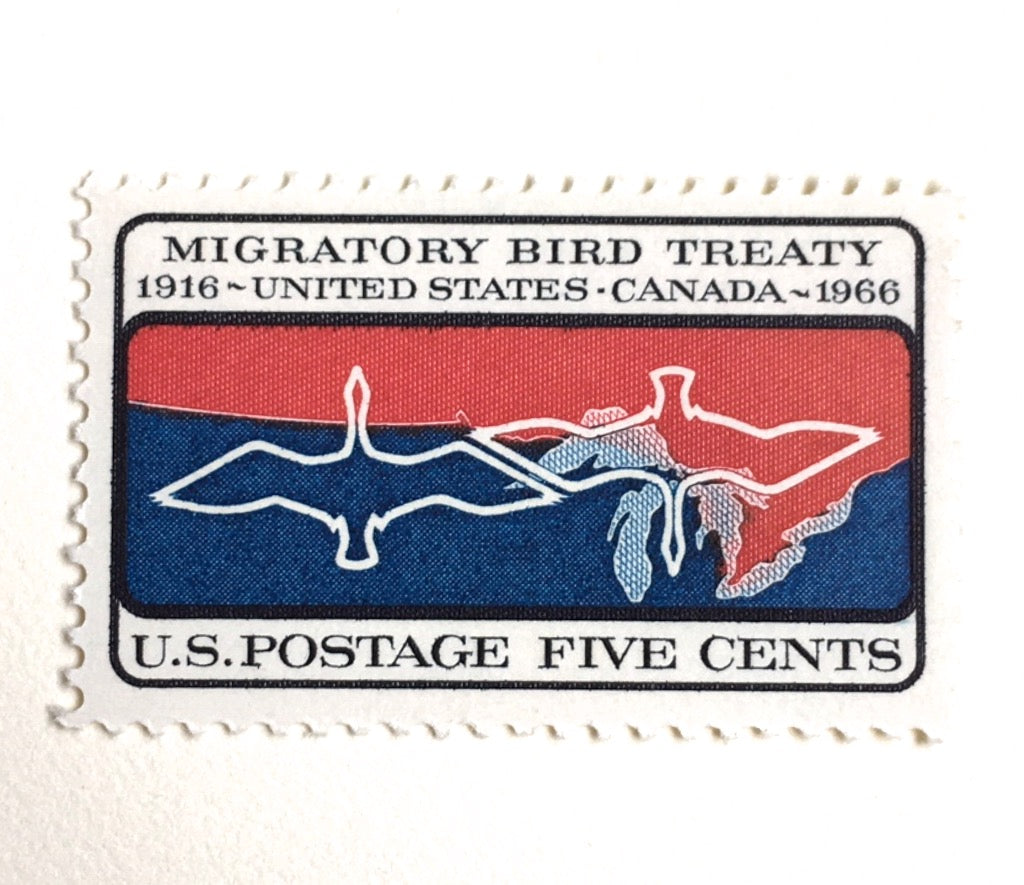 MIGRATORY BIRD TREATY
1916~UNITED STATES·CANADA~1966
U.S. POSTAGE FIVE CENTS